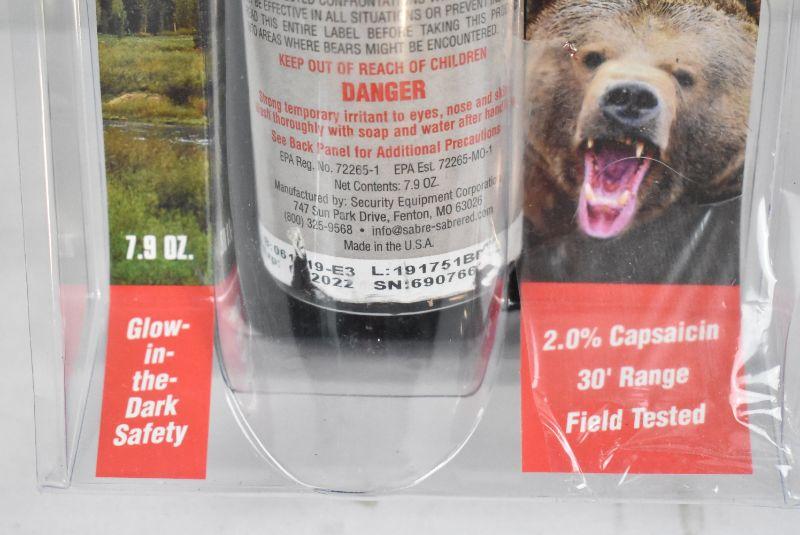 BE EFFECTIVE IN ALL SITUATIONS OR PREVENT
THIS ENTIRE LABEL BEFORE TAKING THIS
AREAS WHERE BEARS MIGHT BE ENCOUNTERED.
KEEP OUT OF REACH OF CHILDREN
DANGER
Strong temporary irritant to eyes, nose and
thoroughly with soap and water after
See Back Panel for Additional Precautions
EPA Reg. No. 72265-1 EPA Est. 72265-MO-1
Net Contents: 7.9 OZ.
Manufactured by: Security Equipment
747 Sun Park Drive, Fenton, MO 63026
(800) 325-9568 • info@sabre-sabrered.com
Made in the U.S.A.
19-E3 L:191751
2022 SN:690766
7.9 OZ.
Glow-
in-
the-
Dark
Safety
2.0% Capsaicin
30' Range
Field Tested